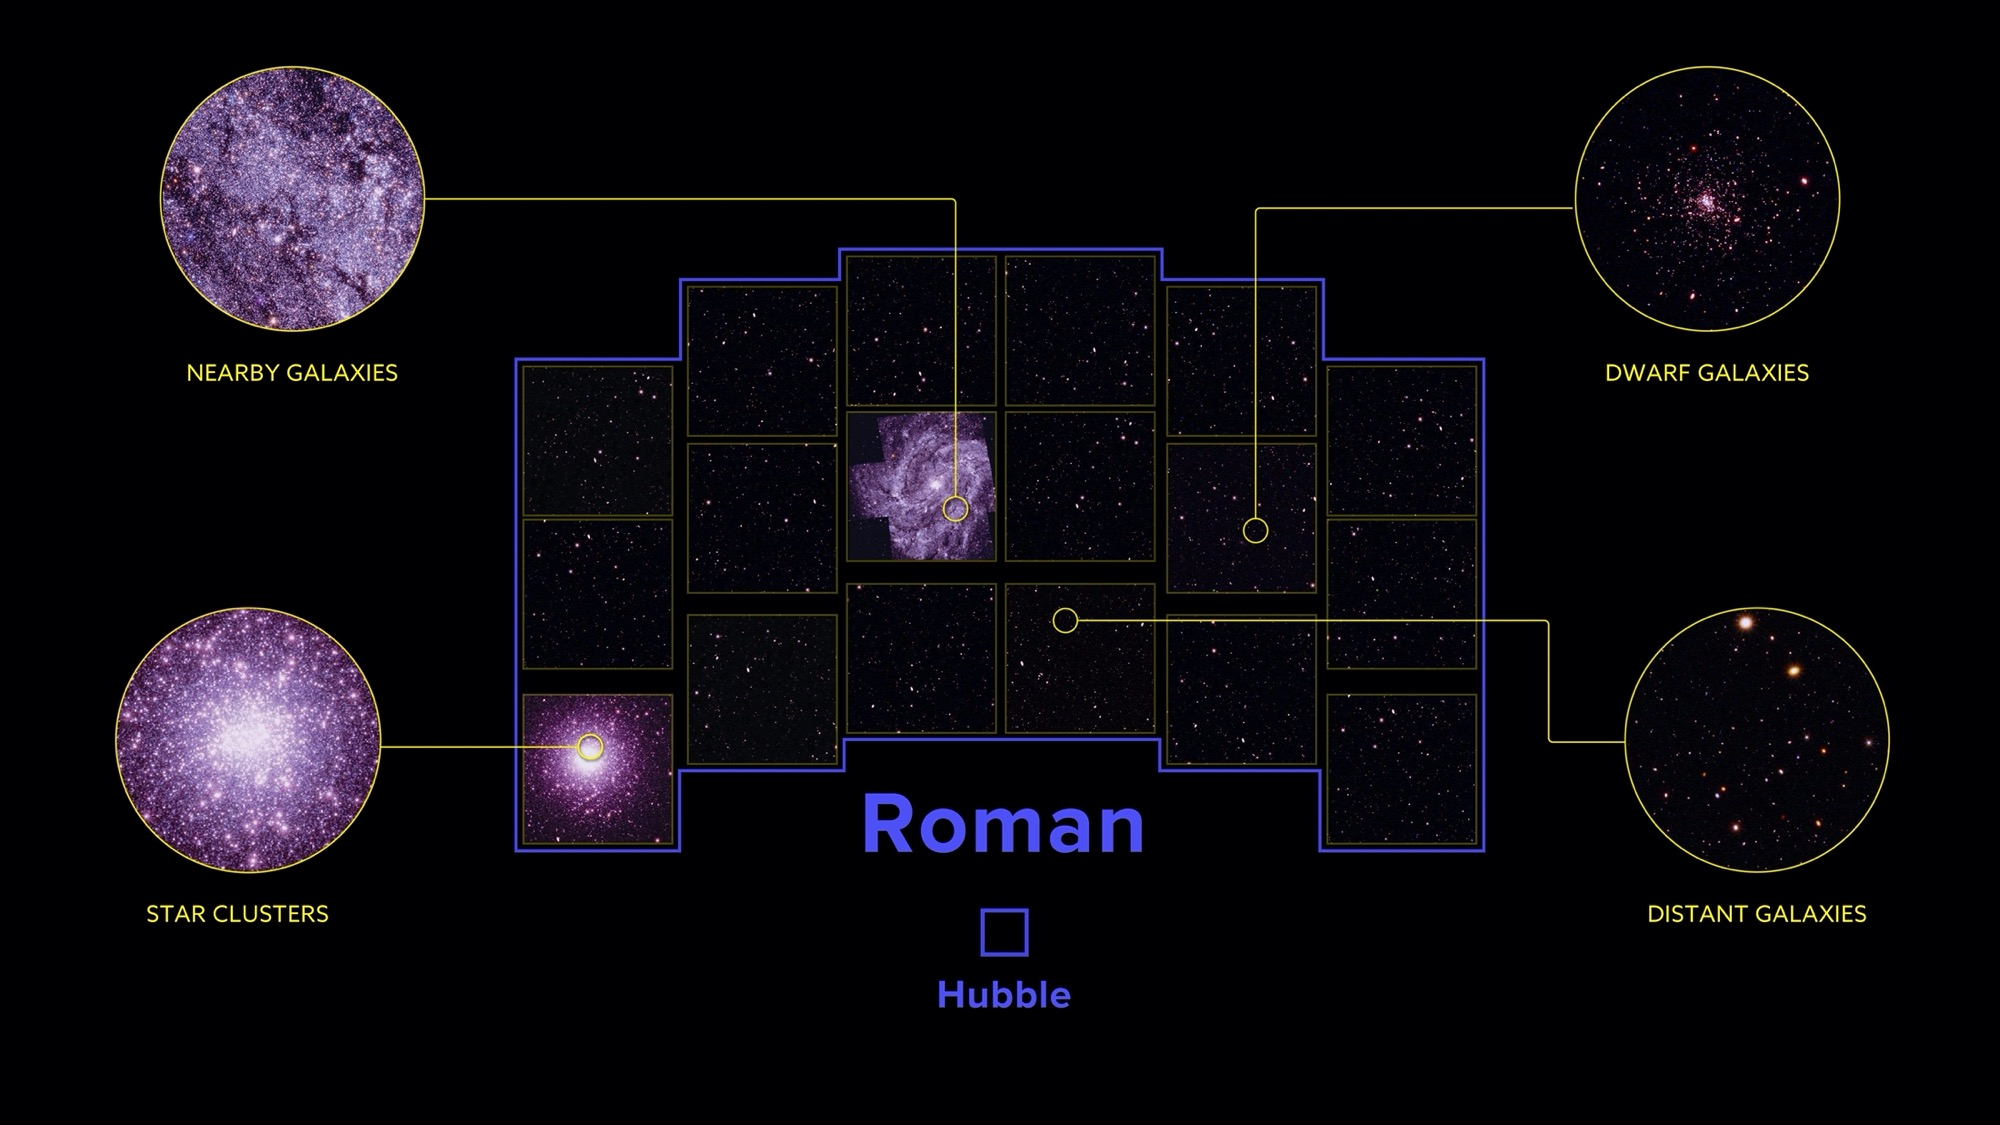 NEARBY GALAXIES
DWARF GALAXIES
STAR CLUSTERS
DISTANT GALAXIES
Roman
Hubble